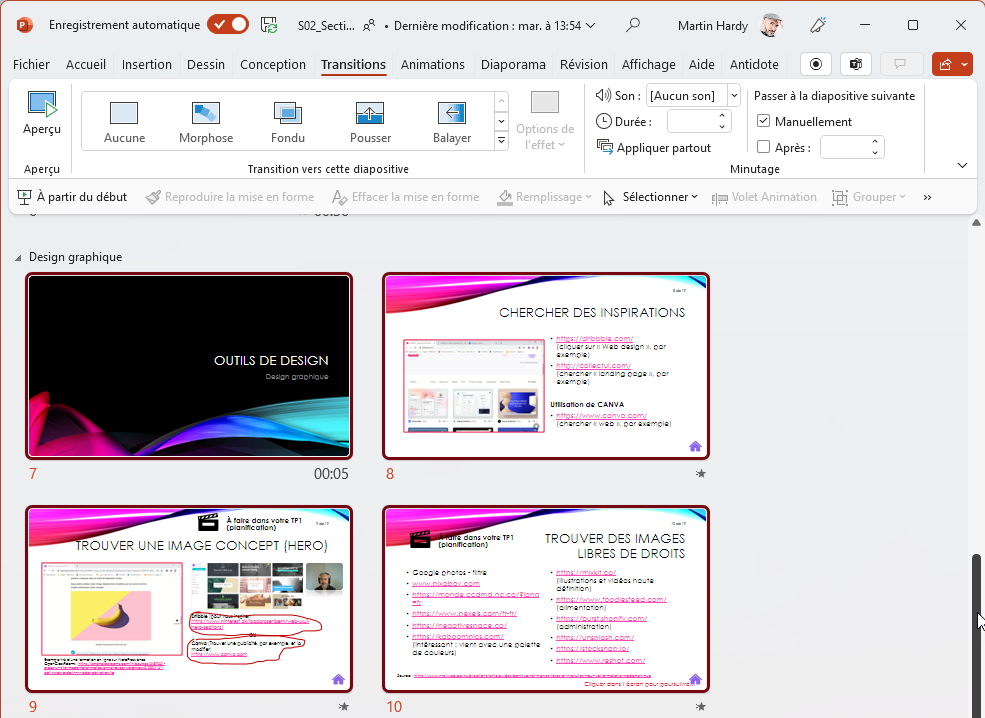 Enregistrement automatique
S02_Secti...
• Dernière modification : mar. à 13:54
Martin Hardy
Fichier Accueil Insertion Dessin Conception Transitions Animations Diaporama Révision Affichage Aide Antidote
Aperçu
Aucune Morphose Fondu Pousser Balayer
Options de
l'effet
Son : [Aucun son]
Durée :
Appliquer partout
Passer à la diapositive suivante
Manuellement
Après :
Aperçu
Transition vers cette diapositive
Minutage
À partir du début Reproduire la mise en forme Effacer la mise en forme Remplissage Sélectionner Volet Animation Grouper »
Design graphique
OUTILS DE DESIGN
Design graphique
7 00:05
CHERCHER DES INSPIRATIONS
• https://dribbble.com/
(cliquer sur « Web design », par
exemple)
• http://collectui.com/
(chercher « landing page », par
exemple)
Utilisation de CANVA
• https://www.canva.com/
(chercher « web », par exemple)
8
À faire dans votre TP1
(planification)
TROUVER UNE IMAGE CONCEPT (HERO)
OU
https://www.canva.com
9
À faire dans votre TP1
(planification)
TROUVER DES IMAGES
LIBRES DE DROITS
• Google photos - filtre
• www.pixabay.com
• https://monde.ccdmd.qc.ca/?lang
=fr
• https://www.pexels.com/fr-fr/
• https://negativespace.co/
• https://kaboompics.com/
(intéressant : vient avec une palette
de couleurs)
• https://mixkit.co/
(illustrations et vidéos haute
définition)
• https://www.foodiesfeed.com/
(alimentation)
• https://burst.shopify.com/
(administration)
• https://unsplash.com/
• https://stocksnap.io/
• https://www.reshot.com/
Cliquer dans l'écran pour poursuivre
10